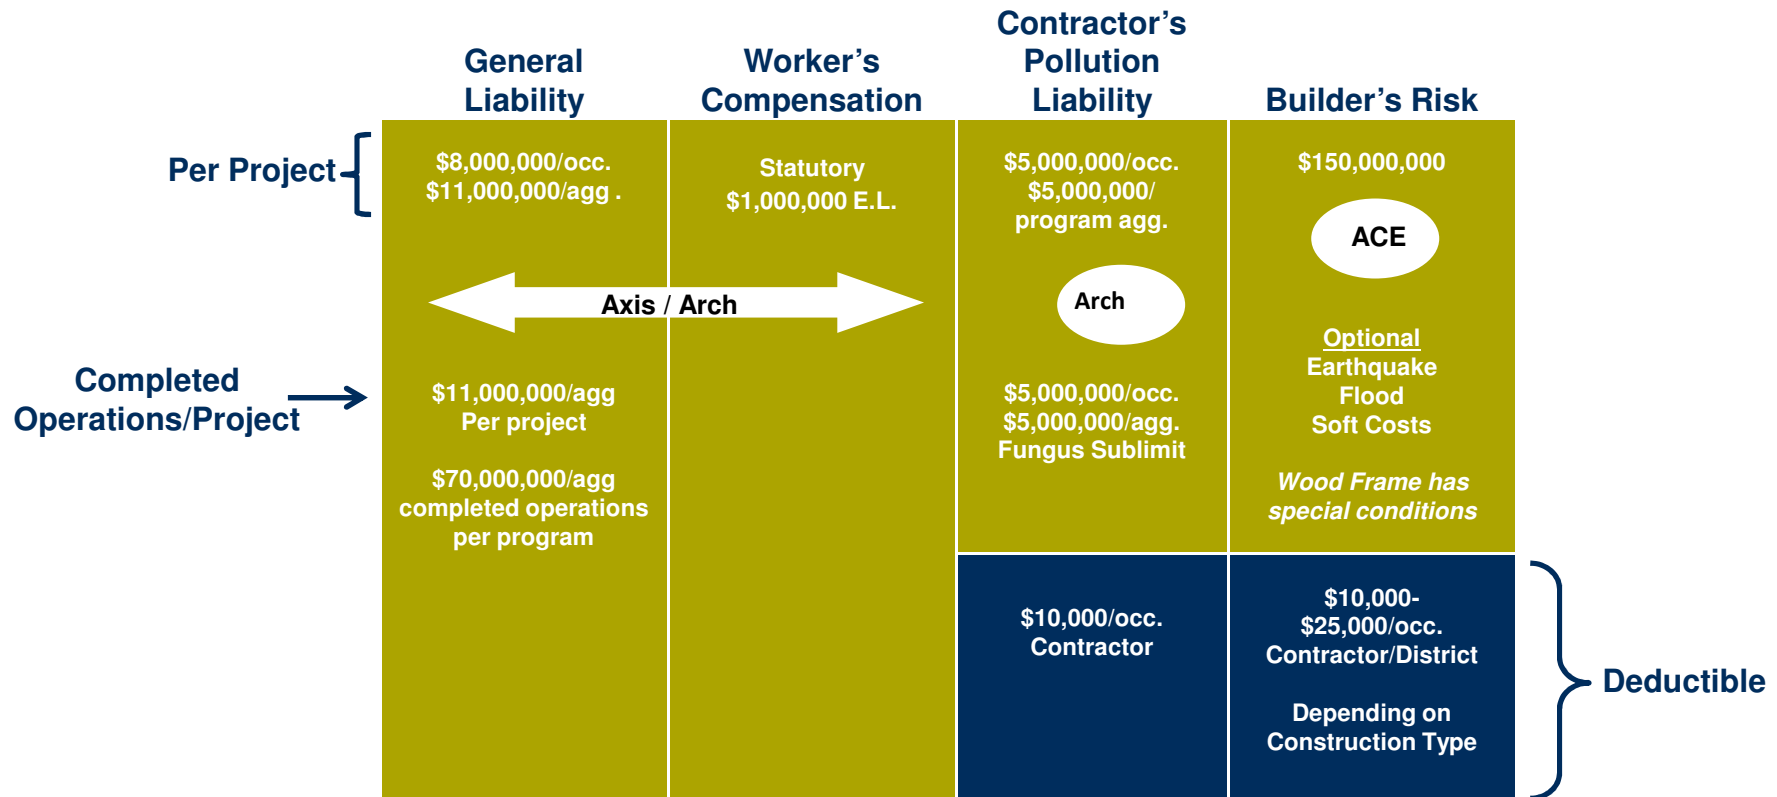 General
Liability
Worker's
Compensation
Contractor's
Pollution
Liability
Builder's Risk
Per Project
$8,000,000/occ.
$11,000,000/agg .
Statutory
$1,000,000 E.L.
$5,000,000/occ.
$5,000,000/
program agg.
$150,000,000
ACE
Axis / Arch
Arch
Completed
Operations/Project
$11,000,000/agg
Per project
$70,000,000/agg
completed operations
per program
$5,000,000/occ.
$5,000,000/agg.
Fungus Sublimit
Optional
Earthquake
Flood
Soft Costs
Wood Frame has
special conditions
$10,000/occ.
Contractor
$10,000-
$25,000/occ.
Contractor/District
Depending on
Construction Type
Deductible